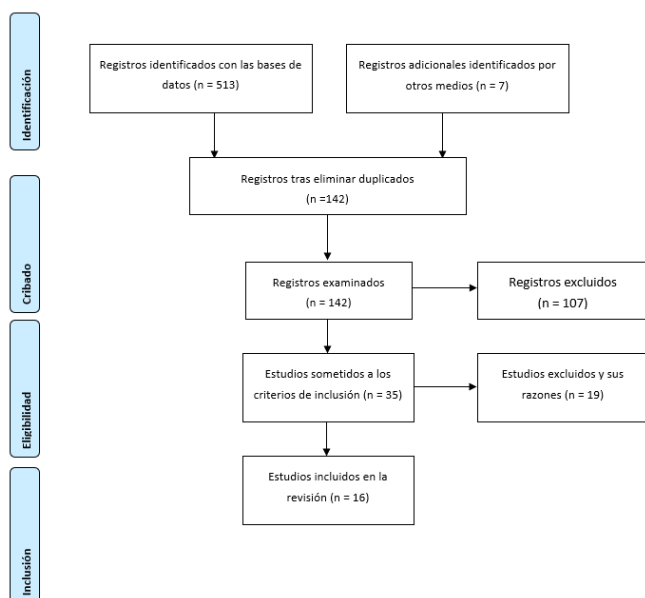 Identificación
Registros identificados con las bases de
datos (n = 513)
Registros adicionales identificados por
otros medios (n = 7)
Registros tras eliminar duplicados
(n =142)
Cribado
Registros examinados
(n = 142)
Registros excluidos
(n = 107)
Eligibilidad
Estudios sometidos a los
criterios de inclusión (n = 35)
Estudios excluidos y sus
razones (n = 19)
Inclusión
Estudios incluidos en la
revisión (n = 16)